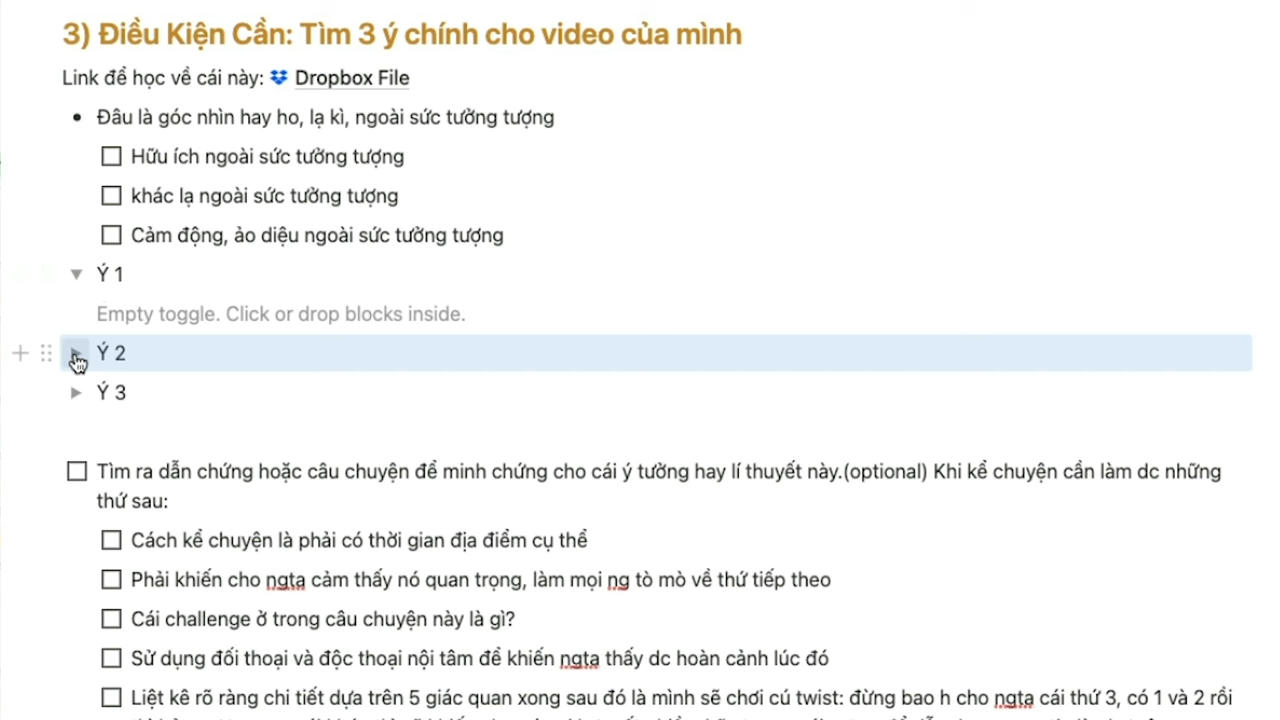 3) Điều Kiện Cần: Tìm 3 ý chính cho video của mình
Link để học về cái này: Dropbox File
Đâu là góc nhìn hay ho, lạ kì, ngoài sức tưởng tượng
Hữu ích ngoài sức tưởng tượng
khác lạ ngoài sức tưởng tượng
Cảm động, ảo diệu ngoài sức tưởng tượng
Ý 1
Empty toggle. Click or drop blocks inside.
Ý 2
Ý 3
Tìm ra dẫn chứng hoặc câu chuyện để minh chứng cho cái ý tưởng hay lí thuyết này.(optional) Khi kể chuyện cần làm dc những
thứ sau:
Cách kể chuyện là phải có thời gian địa điểm cụ thể
Phải khiến cho ngta cảm thấy nó quan trọng, làm mọi ng tò mò về thứ tiếp theo
Cái challenge ở trong câu chuyện này là gì?
Sử dụng đối thoại và độc thoại nội tâm để khiến ngta thấy dc hoàn cảnh lúc đó
Liệt kê rõ ràng chi tiết dựa trên 5 giác quan xong sau đó là mình sẽ chơi cú twist: đừng bao h cho ngta cái thứ 3, có 1 và 2 rồi